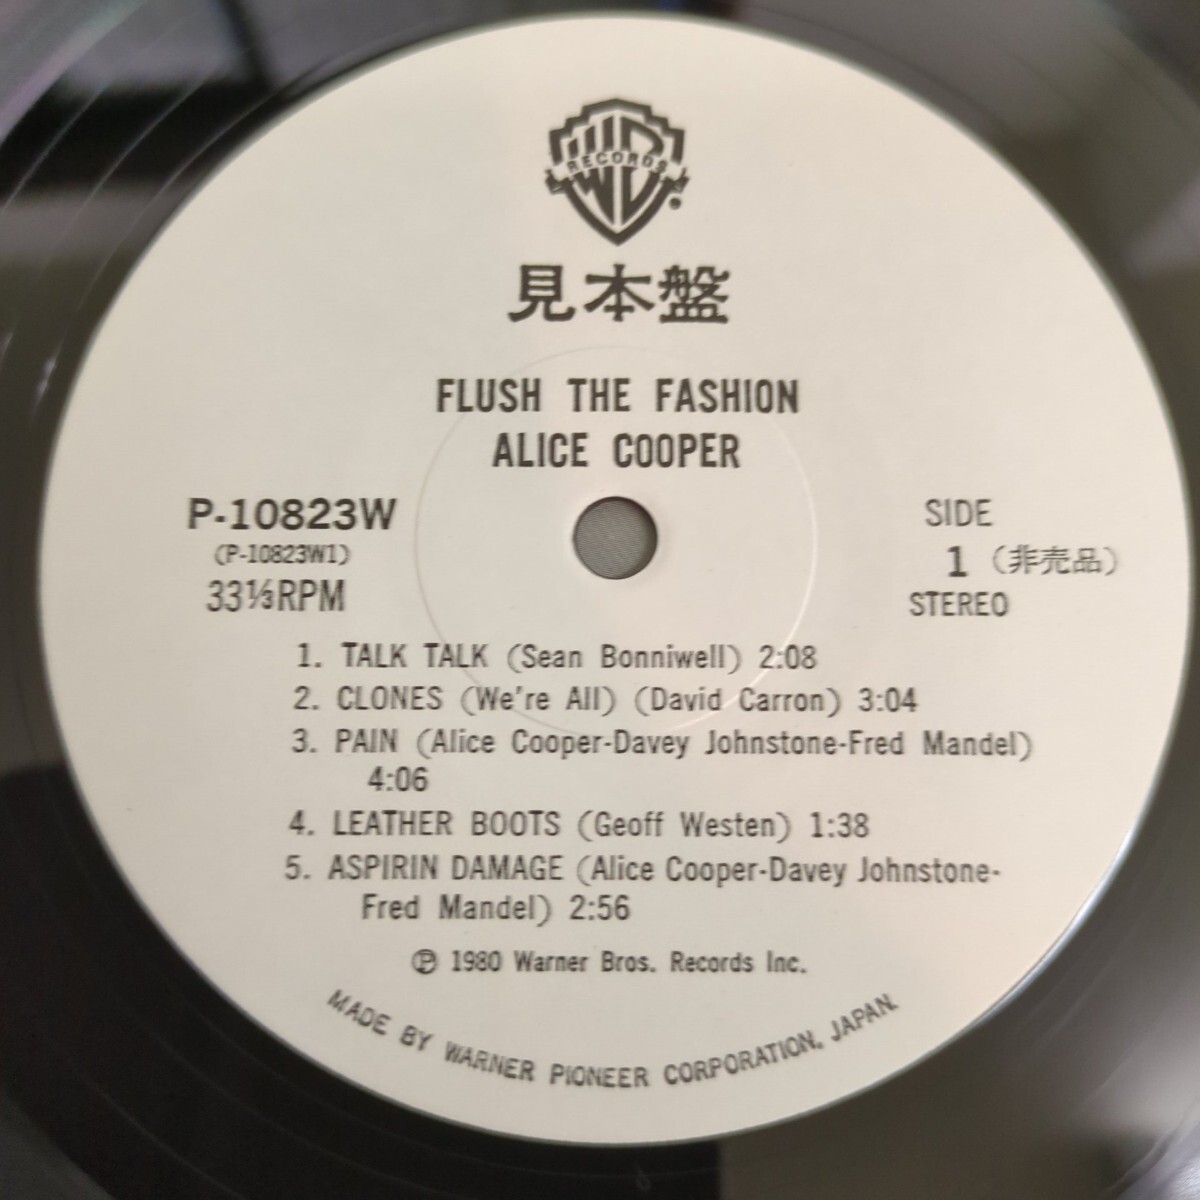 RECORDS
見本盤
FLUSH THE FASHION
ALICE COOPER
P-10823W
(P-10823W1)
33⅓RPM
SIDE
1 (非売品)
STEREO
1. TALK TALK (Sean Bonniwell) 2:08
2. CLONES (We're All) (David Carron) 3:04
3. PAIN (Alice Cooper-Davey Johnstone-Fred Mandel)
4:06
4. LEATHER BOOTS (Geoff Westen) 1:38
5. ASPIRIN DAMAGE (Alice Cooper-Davey Johnstone-
Fred Mandel) 2:56
Ⓟ 1980 Warner Bros. Records Inc.
MADE BY WARNER PIONEER CORPORATION, JAPAN.